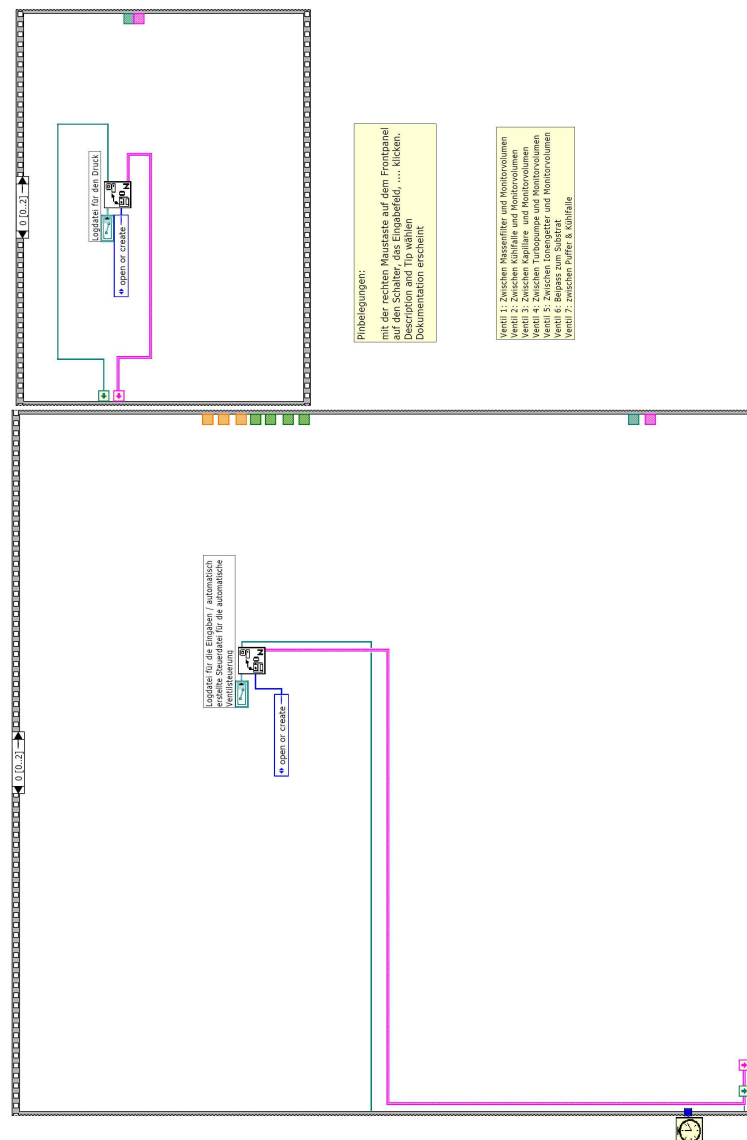 0 [0..2]
Logdatei für den Druck
open or create
Pinbelegungen:
mit der rechten Maustaste auf dem Frontpanel
auf den Schalter, das Eingabefeld, .... klicken.
Description and Tip wählen
Dokumentation erscheint
Ventil 1: Zwischen Massenfilter und Monitorvolumen
Ventil 2: Zwischen Kühlfalle und Monitorvolumen
Ventil 3: Zwischen Kapillare und Monitorvolumen
Ventil 4: Zwischen Turbopumpe und Monitorvolumen
Ventil 5: Zwischen Ionengetter und Monitorvolumen
Ventil 6: Beipass zum Substrat
Ventil 7: zwischen Puffer & Kühlfalle
0 [0..2]
Logdatei für die Eingaben / automatisch
erstellte Steuerdatei für die automatische
Ventilsteuerung
open or create